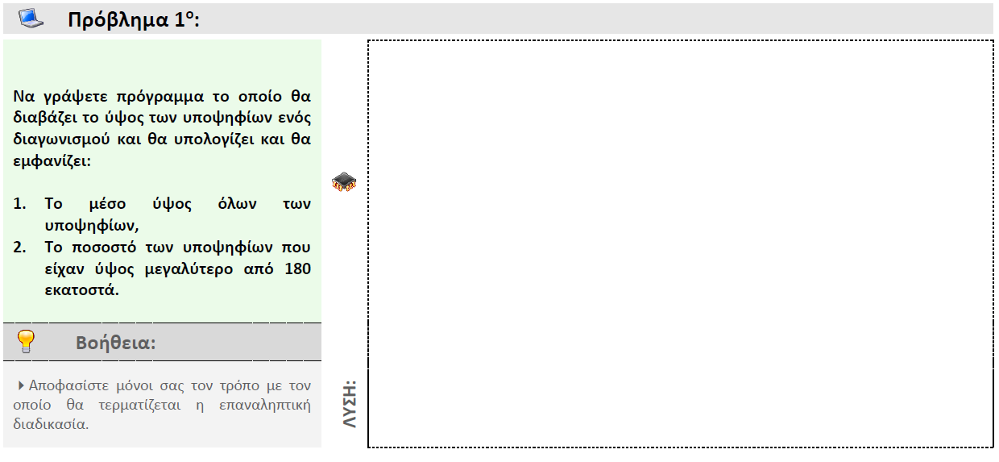 Πρόβλημα 1°:
Να γράψετε πρόγραμμα το οποίο θα
διαβάζει το ύψος των υποψηφίων ενός
διαγωνισμού και θα υπολογίζει και θα
εμφανίζει:
1. Το μέσο ύψος όλων των
υποψηφίων,
2. Το ποσοστό των υποψηφίων που
είχαν ύψος μεγαλύτερο από 180
εκατοστά.
Βοήθεια:
Αποφασίστε μόνοι σας τον τρόπο με τον
οποίο θα τερματίζεται η επαναληπτική
διαδικασία.
ΛΥΣΗ: